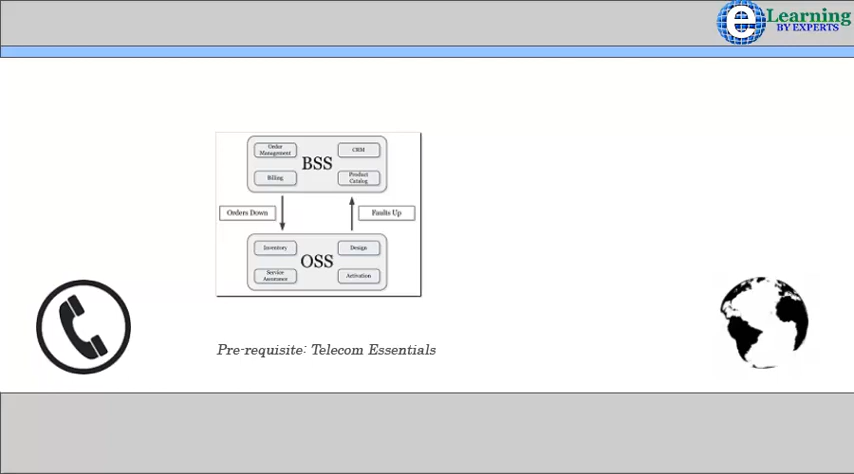 e Learning
BY EXPERTS
Order
Management
CRM
BSS
Billing
Product
Catalog
Orders Down
Faults Up
Inventory
Design
OSS
Service
Assurance
Activation
Pre-requisite: Telecom Essentials